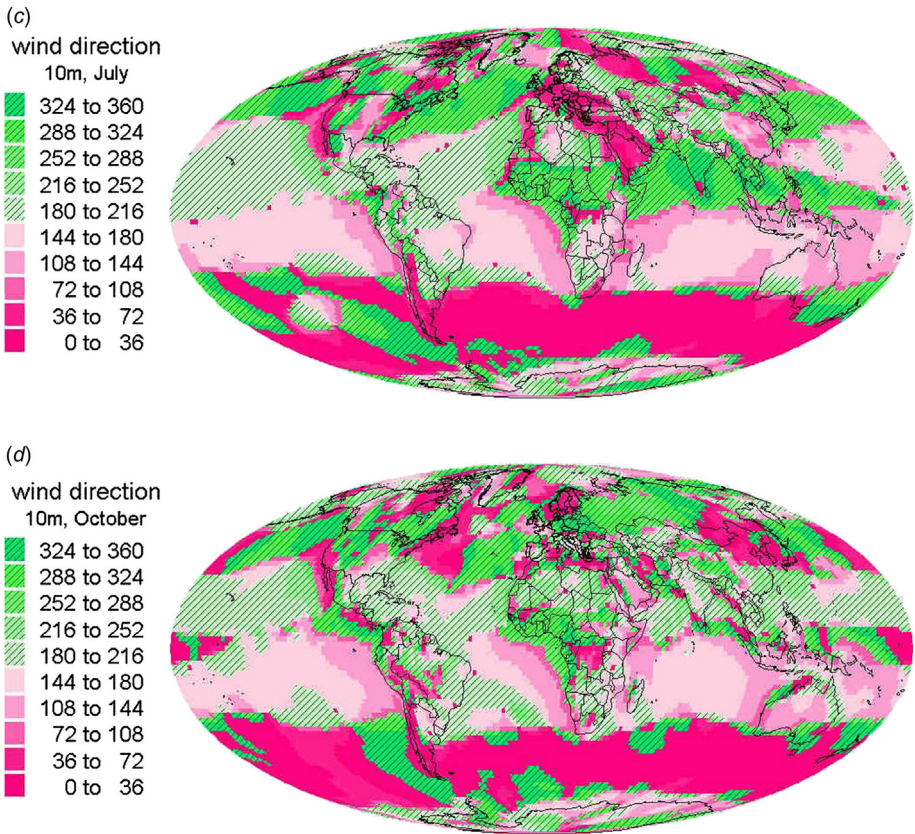 (c)
wind direction
10m, July
324 to 360
288 to 324
252 to 288
216 to 252
180 to 216
144 to 180
108 to 144
72 to 108
36 to 72
0 to 36
(d)
wind direction
10m, October
324 to 360
288 to 324
252 to 288
216 to 252
180 to 216
144 to 180
108 to 144
72 to 108
36 to 72
0 to 36